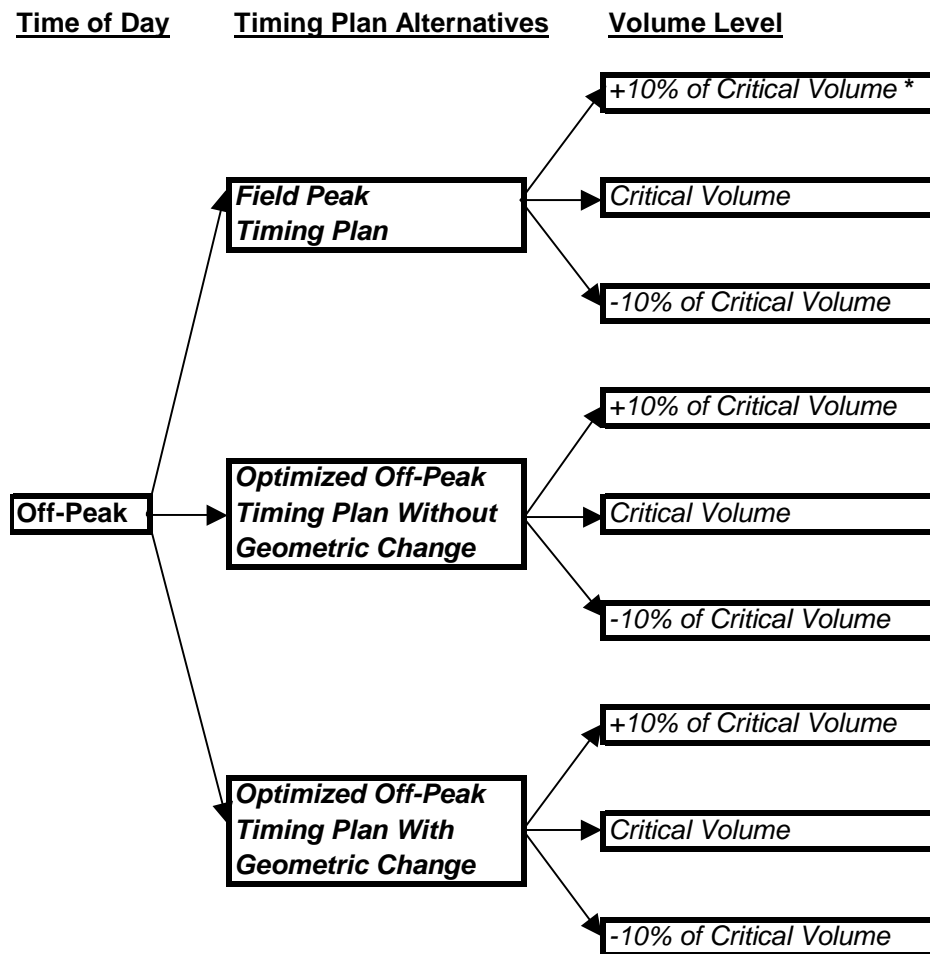 Time of Day
Timing Plan Alternatives
Volume Level
+10% of Critical Volume *
Field Peak
Timing Plan
Critical Volume
-10% of Critical Volume
+10% of Critical Volume
Off-Peak
Optimized Off-Peak
Timing Plan Without
Geometric Change
Critical Volume
-10% of Critical Volume
+10% of Critical Volume
Optimized Off-Peak
Timing Plan With
Geometric Change
Critical Volume
-10% of Critical Volume